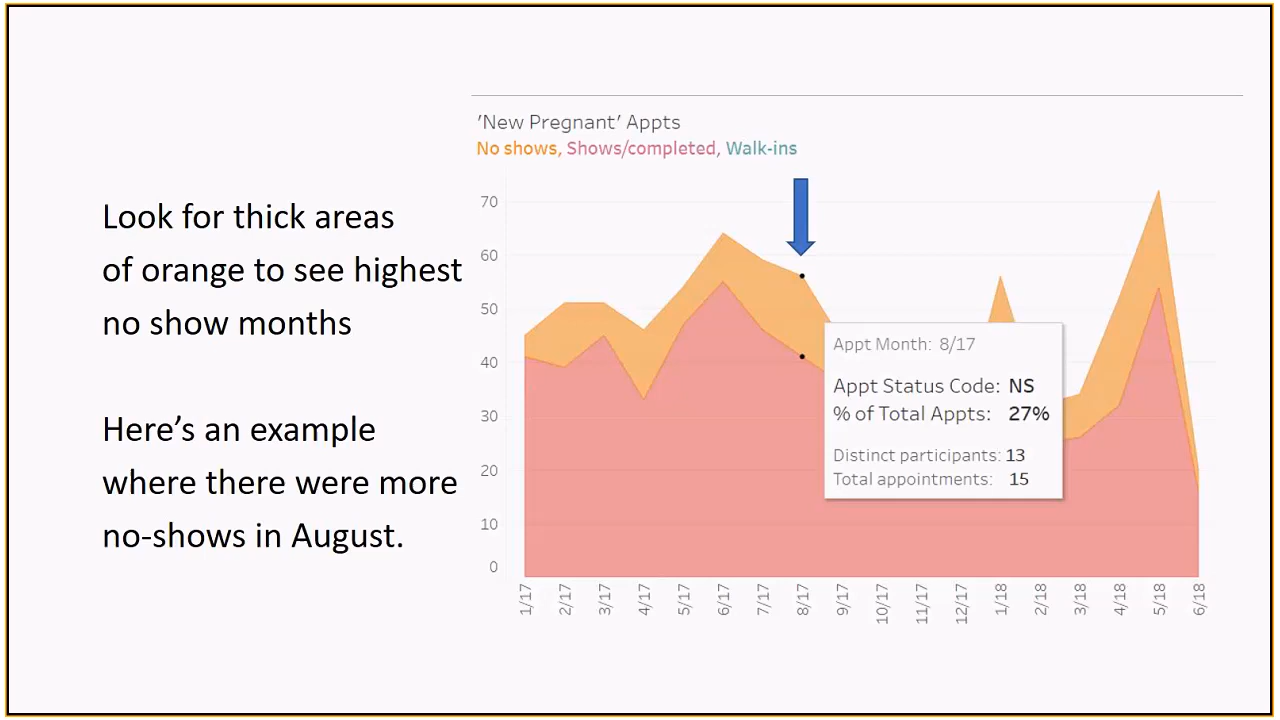 Look for thick areas
of orange to see highest
no show months
Here’s an example
where there were more
no-shows in August.
’New Pregnant’ Appts
No shows, Shows/completed, Walk-ins
70
60
50
40
30
20
10
0
Appt Month: 8/17
Appt Status Code: NS
% of Total Appts: 27%
Distinct participants: 13
Total appointments: 15
1/17
2/17
3/17
4/17
5/17
6/17
7/17
8/17
9/17
10/17
11/17
12/17
1/18
2/18
3/18
4/18
5/18
6/18